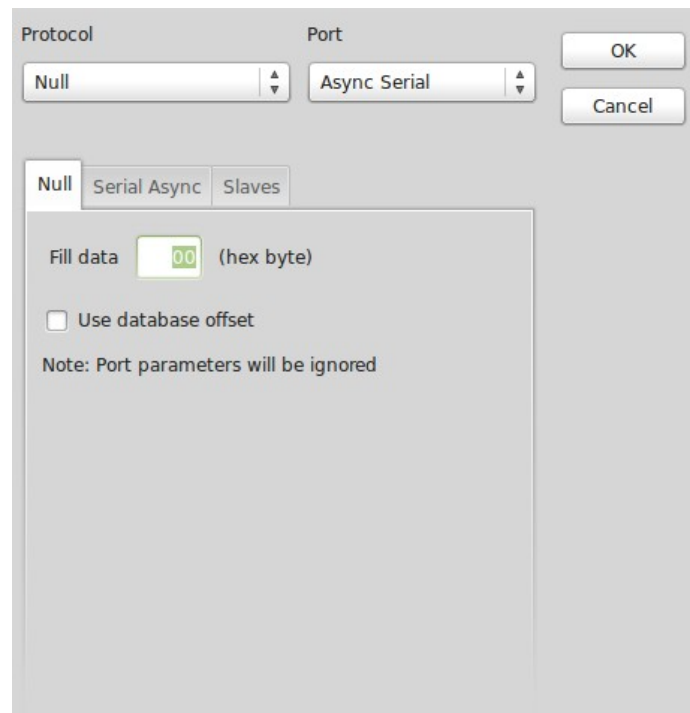 Protocol
Port
OK
Null
Async Serial
Cancel
Null
Serial Async
Slaves
Fill data 00 (hex byte)
Use database offset
Note: Port parameters will be ignored